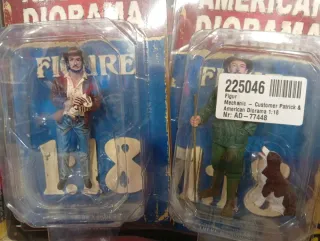 AMERICAN
DIORAMA
FIGURE
1:18
AMERICAN
DIORAMA
225046
Figur
Mechanic - Customer Patrick &
American Diorama 1:18
Nr: AD-77448
1:18